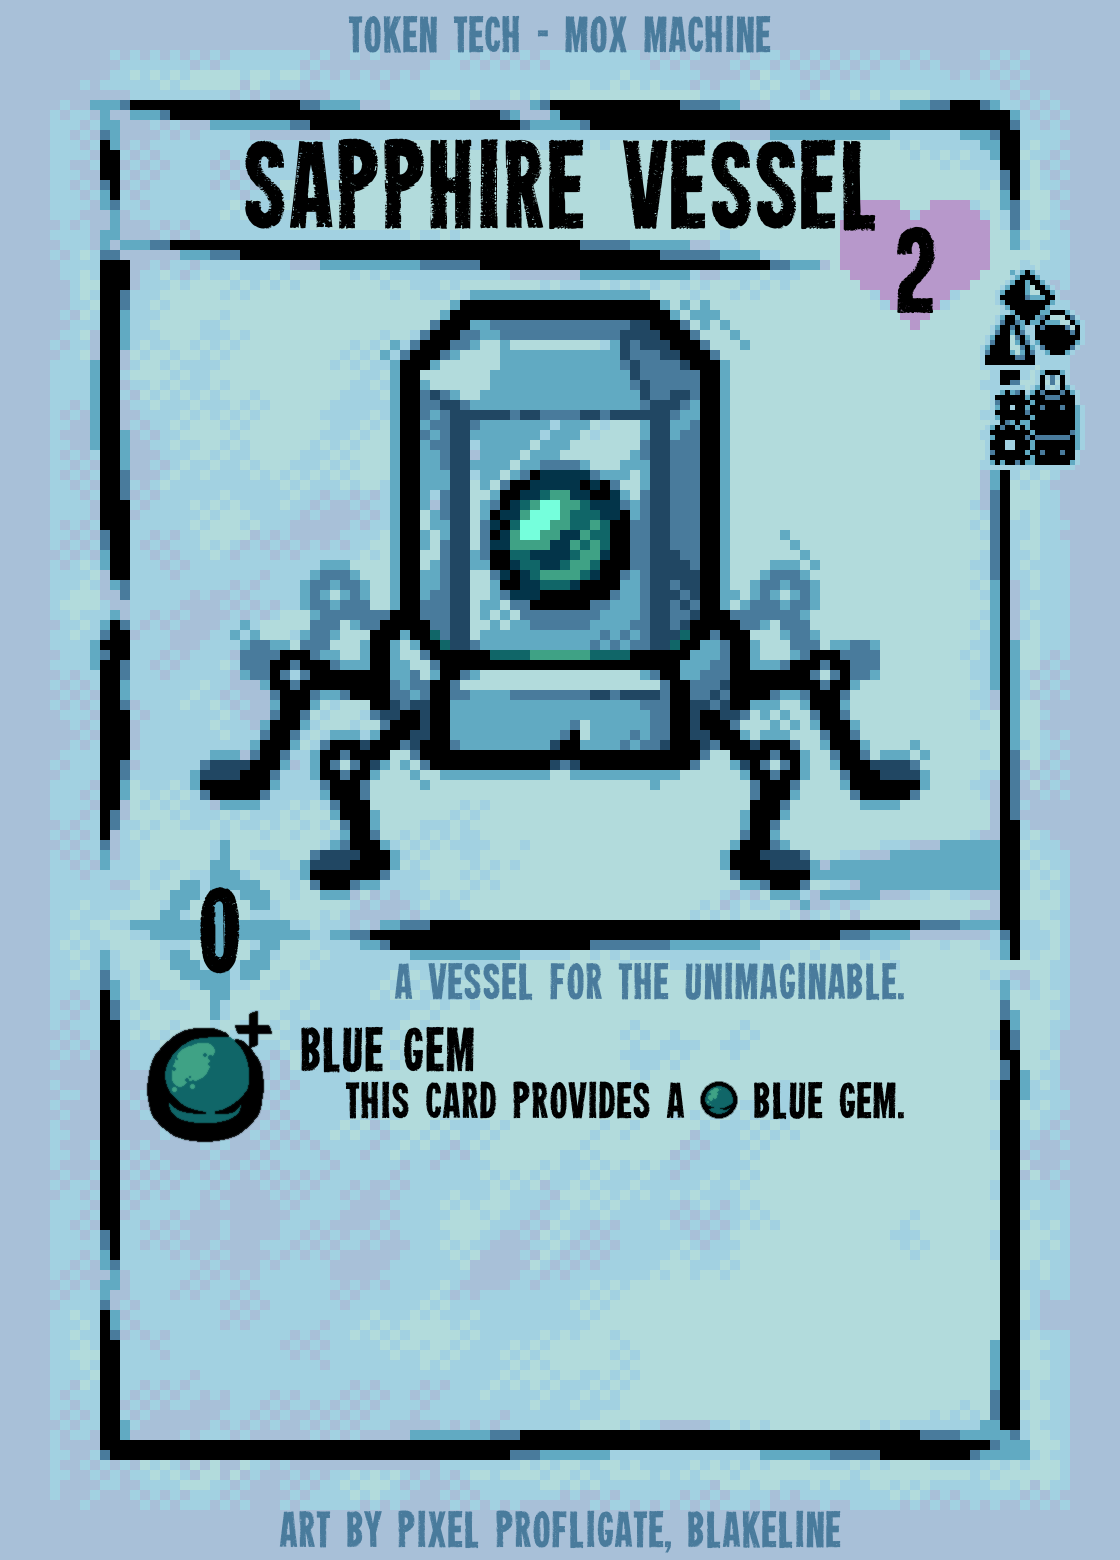 TOKEN TECH - MOX MACHINE
SAPPHIRE VESSEL
2
0
A VESSEL FOR THE UNIMAGINABLE.
BLUE GEM
THIS CARD PROVIDES A BLUE GEM.
ART BY PIXEL PROFLIGATE, BLAKELINE